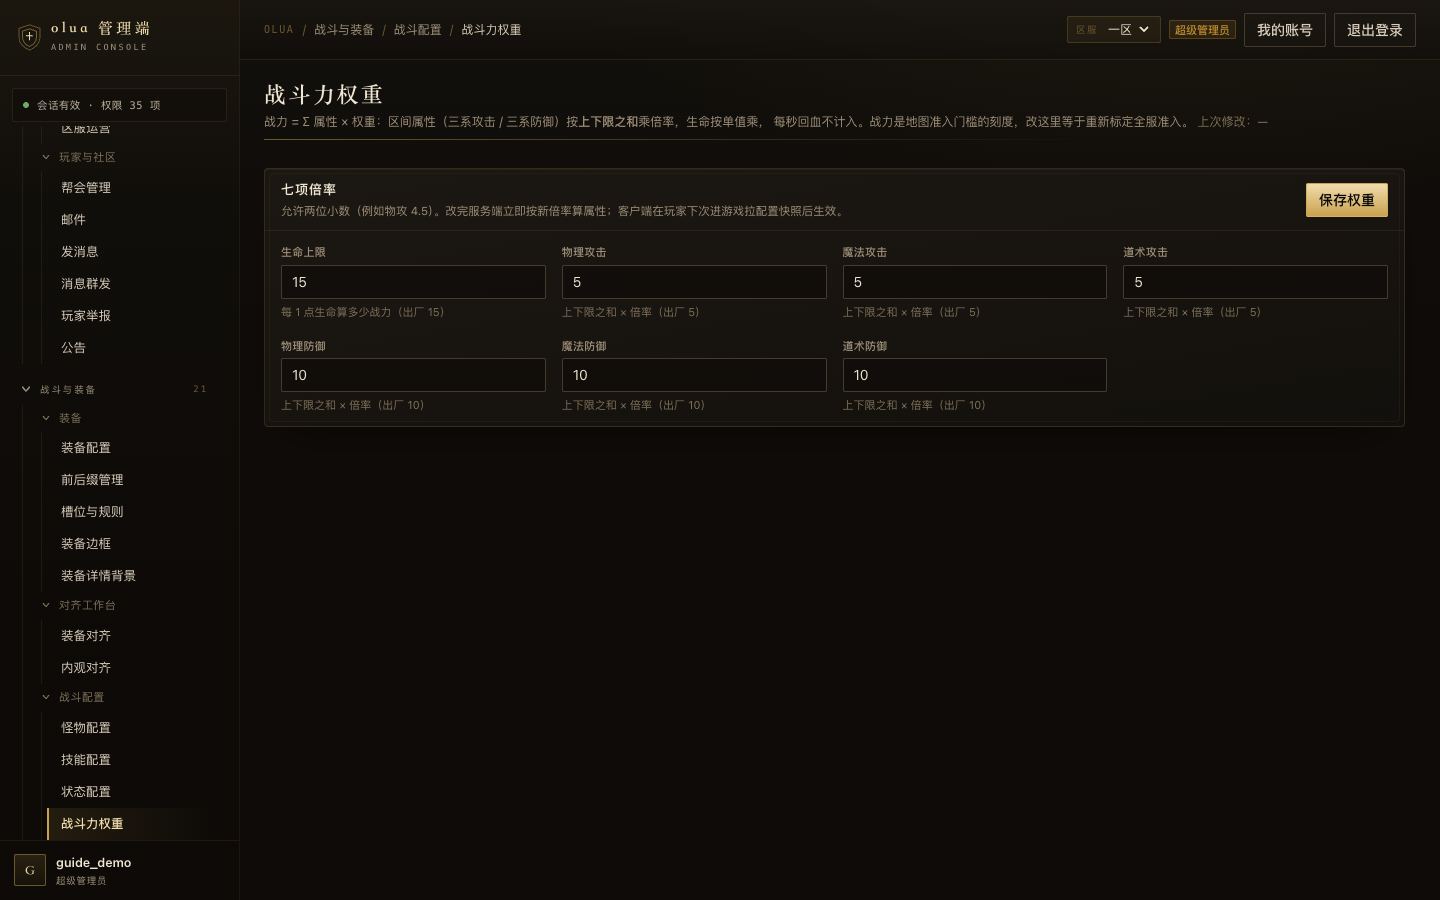 olua 管理端
ADMIN CONSOLE
会话有效 · 权限 35 项
区服运营
玩家与社区
帮会管理
邮件
发消息
消息群发
玩家举报
公告
战斗与装备 21
装备
装备配置
前后缀管理
槽位与规则
装备边框
装备详情背景
对齐工作台
装备对齐
内观对齐
战斗配置
怪物配置
技能配置
状态配置
战斗力权重
G
guide_demo
超级管理员
OLUA / 战斗与装备 / 战斗配置 / 战斗力权重
区服 一区
超级管理员
我的账号
退出登录
战斗力权重
战力 = Σ 属性 × 权重：区间属性（三系攻击 / 三系防御）按上下限之和乘倍率，生命按单值乘， 每秒回血不计入。战力是地图准入门槛的刻度，改这里等于重新标定全服准入。 上次修改：—
七项倍率
允许两位小数（例如物攻 4.5）。改完服务端立即按新倍率算属性；客户端在玩家下次进游戏拉配置快照后生效。
保存权重
生命上限 物理攻击 魔法攻击 道术攻击
15 5 5 5
每 1 点生命算多少战力（出厂 15） 上下限之和 × 倍率（出厂 5） 上下限之和 × 倍率（出厂 5） 上下限之和 × 倍率（出厂 5）
物理防御 魔法防御 道术防御
10 10 10
上下限之和 × 倍率（出厂 10） 上下限之和 × 倍率（出厂 10） 上下限之和 × 倍率（出厂 10）